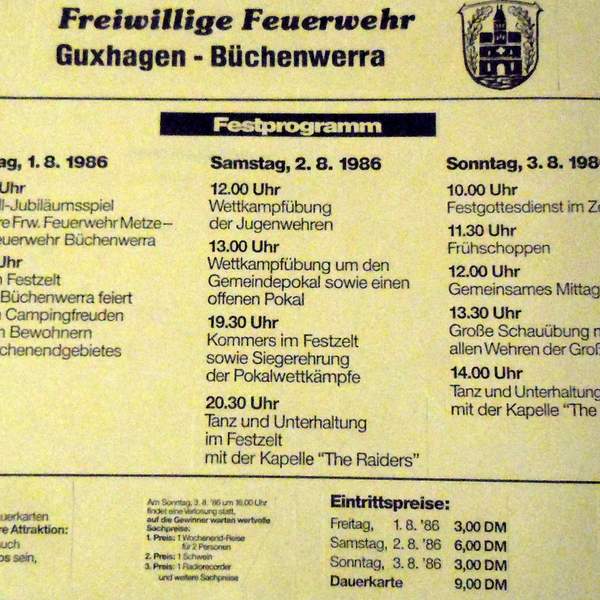 Freiwillige Feuerwehr
Guxhagen - Büchenwerra
Festprogramm
1. 8. 1986
Uhr
Jubiläumsspiel
Frw. Feuerwehr Metze –
Büchenwerra
Uhr
Festzelt
Büchenwerra feiert
Campingfreuden
Bewohnern
Samstag, 2. 8. 1986
12.00 Uhr
Wettkampfübung
der Jugenwehren
13.00 Uhr
Wettkampfübung um den
Gemeindepokal sowie einen
offenen Pokal
19.30 Uhr
Kommers im Festzelt
sowie Siegerehrung
der Pokalwettkämpfe
20.30 Uhr
Tanz und Unterhaltung
im Festzelt
mit der Kapelle "The Raiders"
Sonntag, 3. 8.
10.00 Uhr
Festgottesdienst im
11.30 Uhr
Frühschoppen
12.00 Uhr
Gemeinsames
13.30 Uhr
Große Schauübung
allen Wehren der
14.00 Uhr
Tanz und Unterhaltung
mit der Kapelle "The
Attraktion:
sein,
Am Sonntag, 3. 8. '86 um 16.00 Uhr
findet eine Verlosung statt,
auf die Gewinner warten wertvolle
Sachpreise:
1. Preis: 1 Wochenend-Reise
für 2 Personen
2. Preis: 1 Schwein
3. Preis: 1 Radiorecorder
und weitere Sachpreise
Eintrittspreise:
Freitag, 1. 8. '86 3,00 DM
Samstag, 2. 8. '86 6,00 DM
Sonntag, 3. 8. '86 3,00 DM
Dauerkarte 9,00 DM